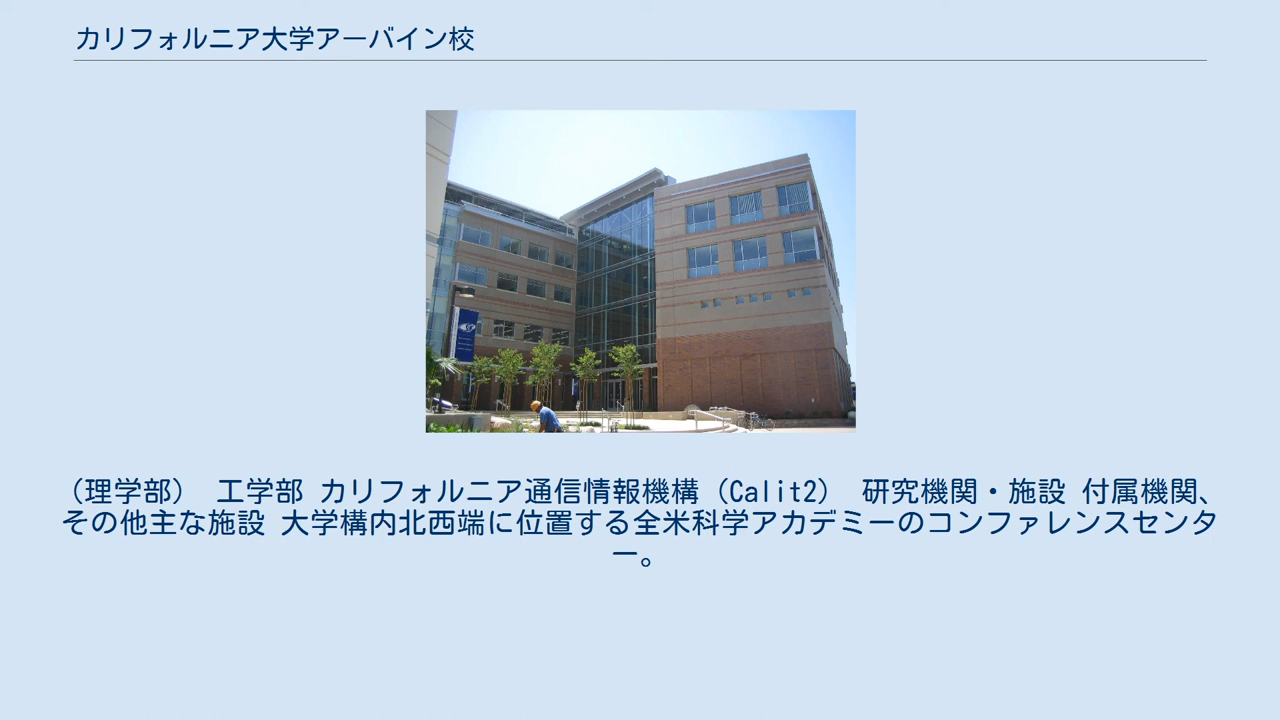 カリフォルニア大学アーバイン校
（理学部） 工学部 カリフォルニア通信情報機構（Calit2） 研究機関・施設 付属機関、
その他主な施設 大学構内北西端に位置する全米科学アカデミーのコンファレンスセンタ
ー。